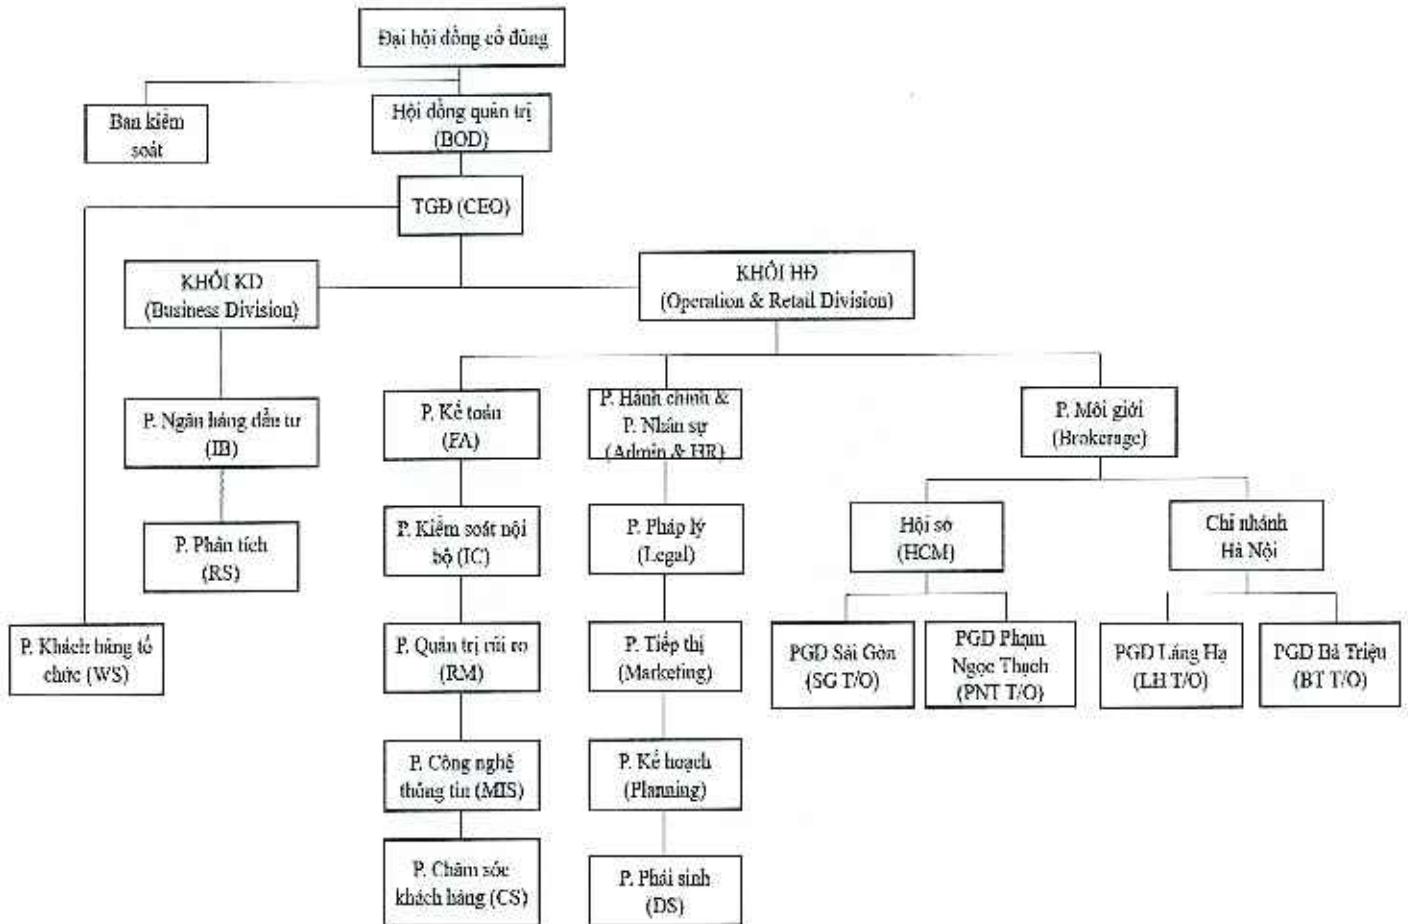 Đại hội đồng cổ đông
Ban kiểm
soát
Hội đồng quản trị
(BOD)
TGĐ (CEO)
KHỐI KD
(Business Division)
KHỐI HĐ
(Operation & Retail Division)
P. Ngân hàng đầu tư
(IB)
P. Phân tích
(RS)
P. Khách hàng tổ
chức (WS)
P. Kế toán
(FA)
P. Kiểm soát nội
bộ (IC)
P. Quản trị rủi ro
(RM)
P. Công nghệ
thông tin (MIS)
P. Chăm sóc
khách hàng (CS)
P. Hành chính &
P. Nhân sự
(Admin & HR)
P. Pháp lý
(Legal)
P. Tiếp thị
(Marketing)
P. Kế hoạch
(Planning)
P. Phái sinh
(DS)
P. Môi giới
(Brokerage)
Hội sở
(HCM)
Chi nhánh
Hà Nội
PGD Sài Gòn
(SG T/O)
PGD Phạm
Ngọc Thạch
(PNT T/O)
PGD Láng Hạ
(LH T/O)
PGD Bà Triệu
(BT T/O)